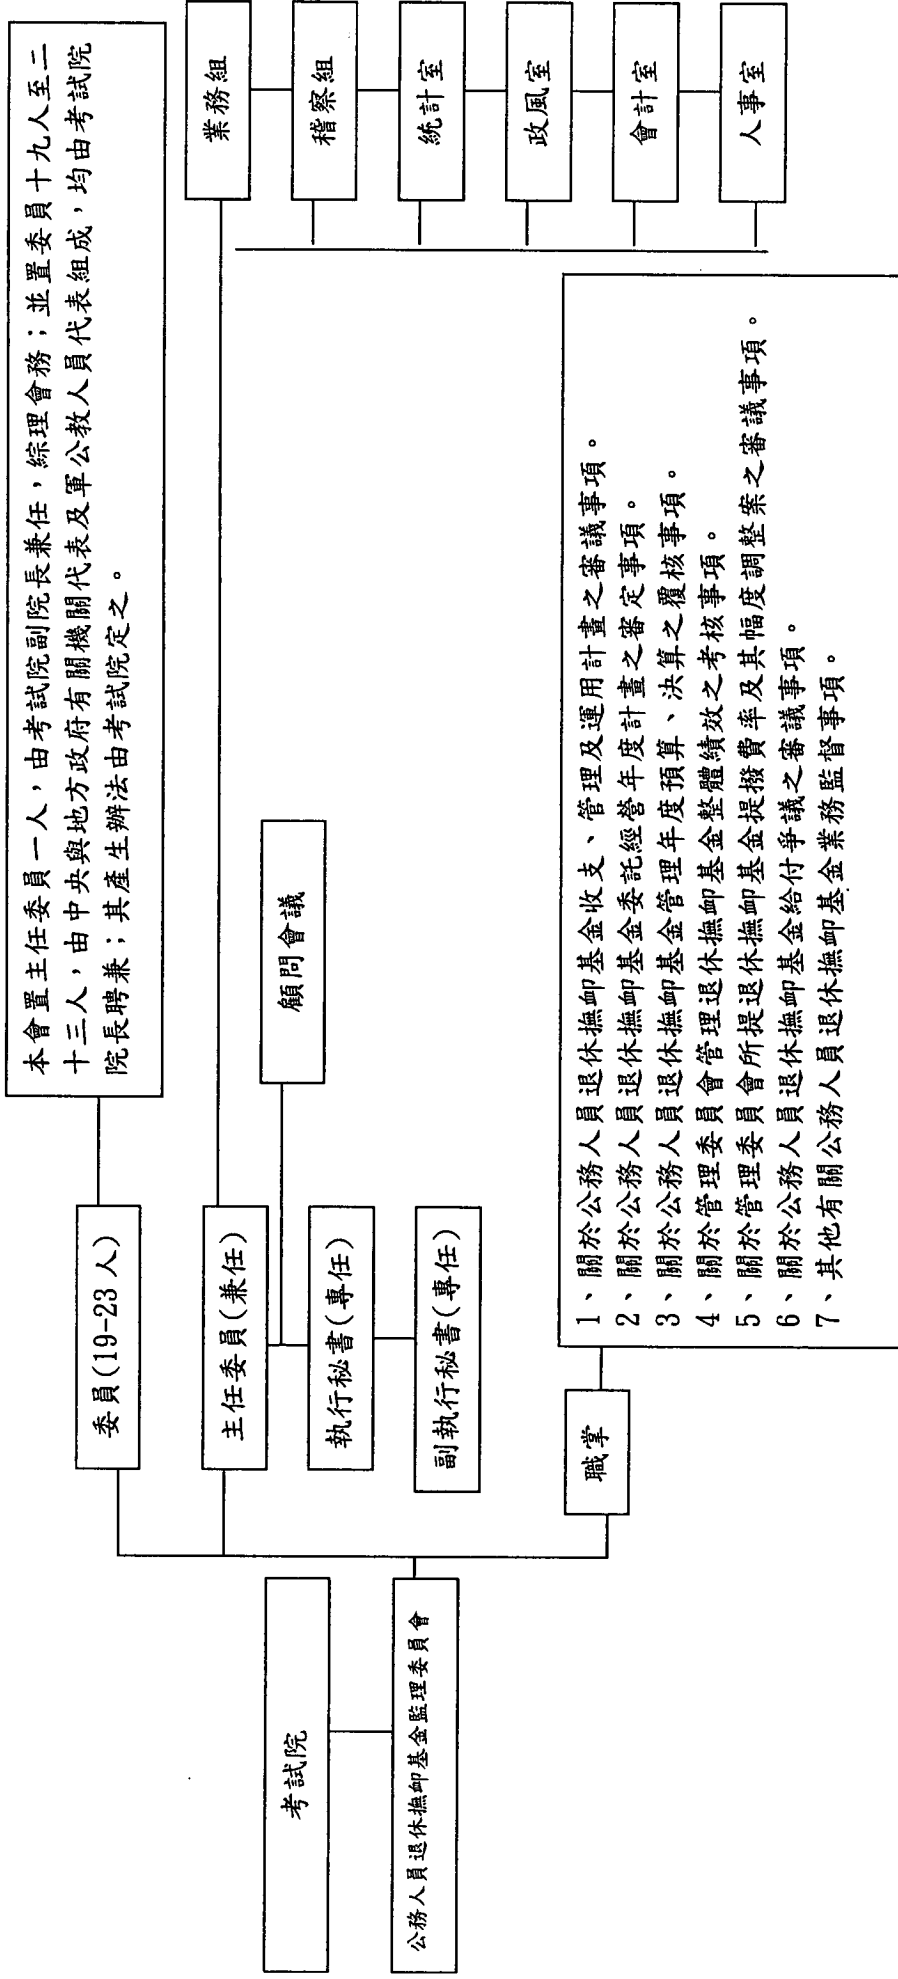 考試院
公務人員退休撫卹基金監理委員會
委員(19-23人)
本會置主任委員一人，由考試院副院長兼任，綜理會務；並置委員十九人至二
十三人，由中央與地方政府有關機關代表及軍公教人員代表組成，均由考試院
院長聘兼；其產生辦法由考試院定之。
主任委員(兼任)
執行秘書(專任)
副執行秘書(專任)
顧問會議
業務組
稽察組
統計室
政風室
會計室
人事室
職掌
1、關於公務人員退休撫卹基金收支、管理及運用計畫之審議事項。
2、關於公務人員退休撫卹基金委託經營年度計畫之審定事項。
3、關於公務人員退休撫卹基金管理年度預算、決算之覆核事項。
4、關於管理委員會管理退休撫卹基金整體績效之考核事項。
5、關於管理委員會所提退休撫卹基金提撥費率及其幅度調整案之審議事項。
6、關於公務人員退休撫卹基金給付爭議之審議事項。
7、其他有關公務人員退休撫卹基金業務監督事項。